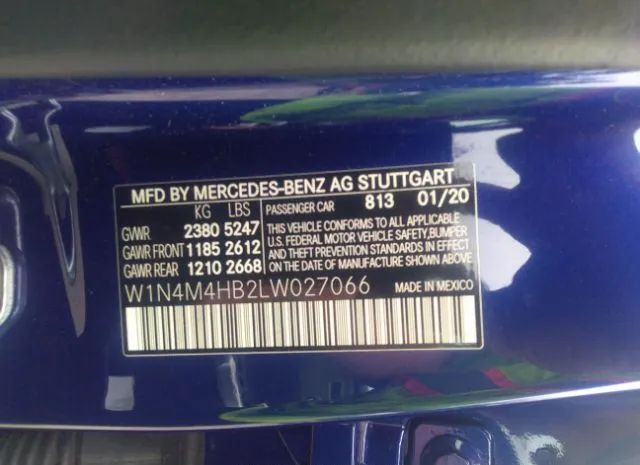 MFD BY MERCEDES-BENZ AG STUTTGART
KG LBS
GVWR 2380 5247
GAWR FRONT 1185 2612
GAWR REAR 1210 2668
PASSENGER CAR 813 01/20
THIS VEHICLE CONFORMS TO ALL APPLICABLE
U.S. FEDERAL MOTOR VEHICLE SAFETY,BUMPER
AND THEFT PREVENTION STANDARDS IN EFFECT
ON THE DATE OF MANUFACTURE SHOWN ABOVE.
W1N4M4HB2LW027066 MADE IN MEXICO